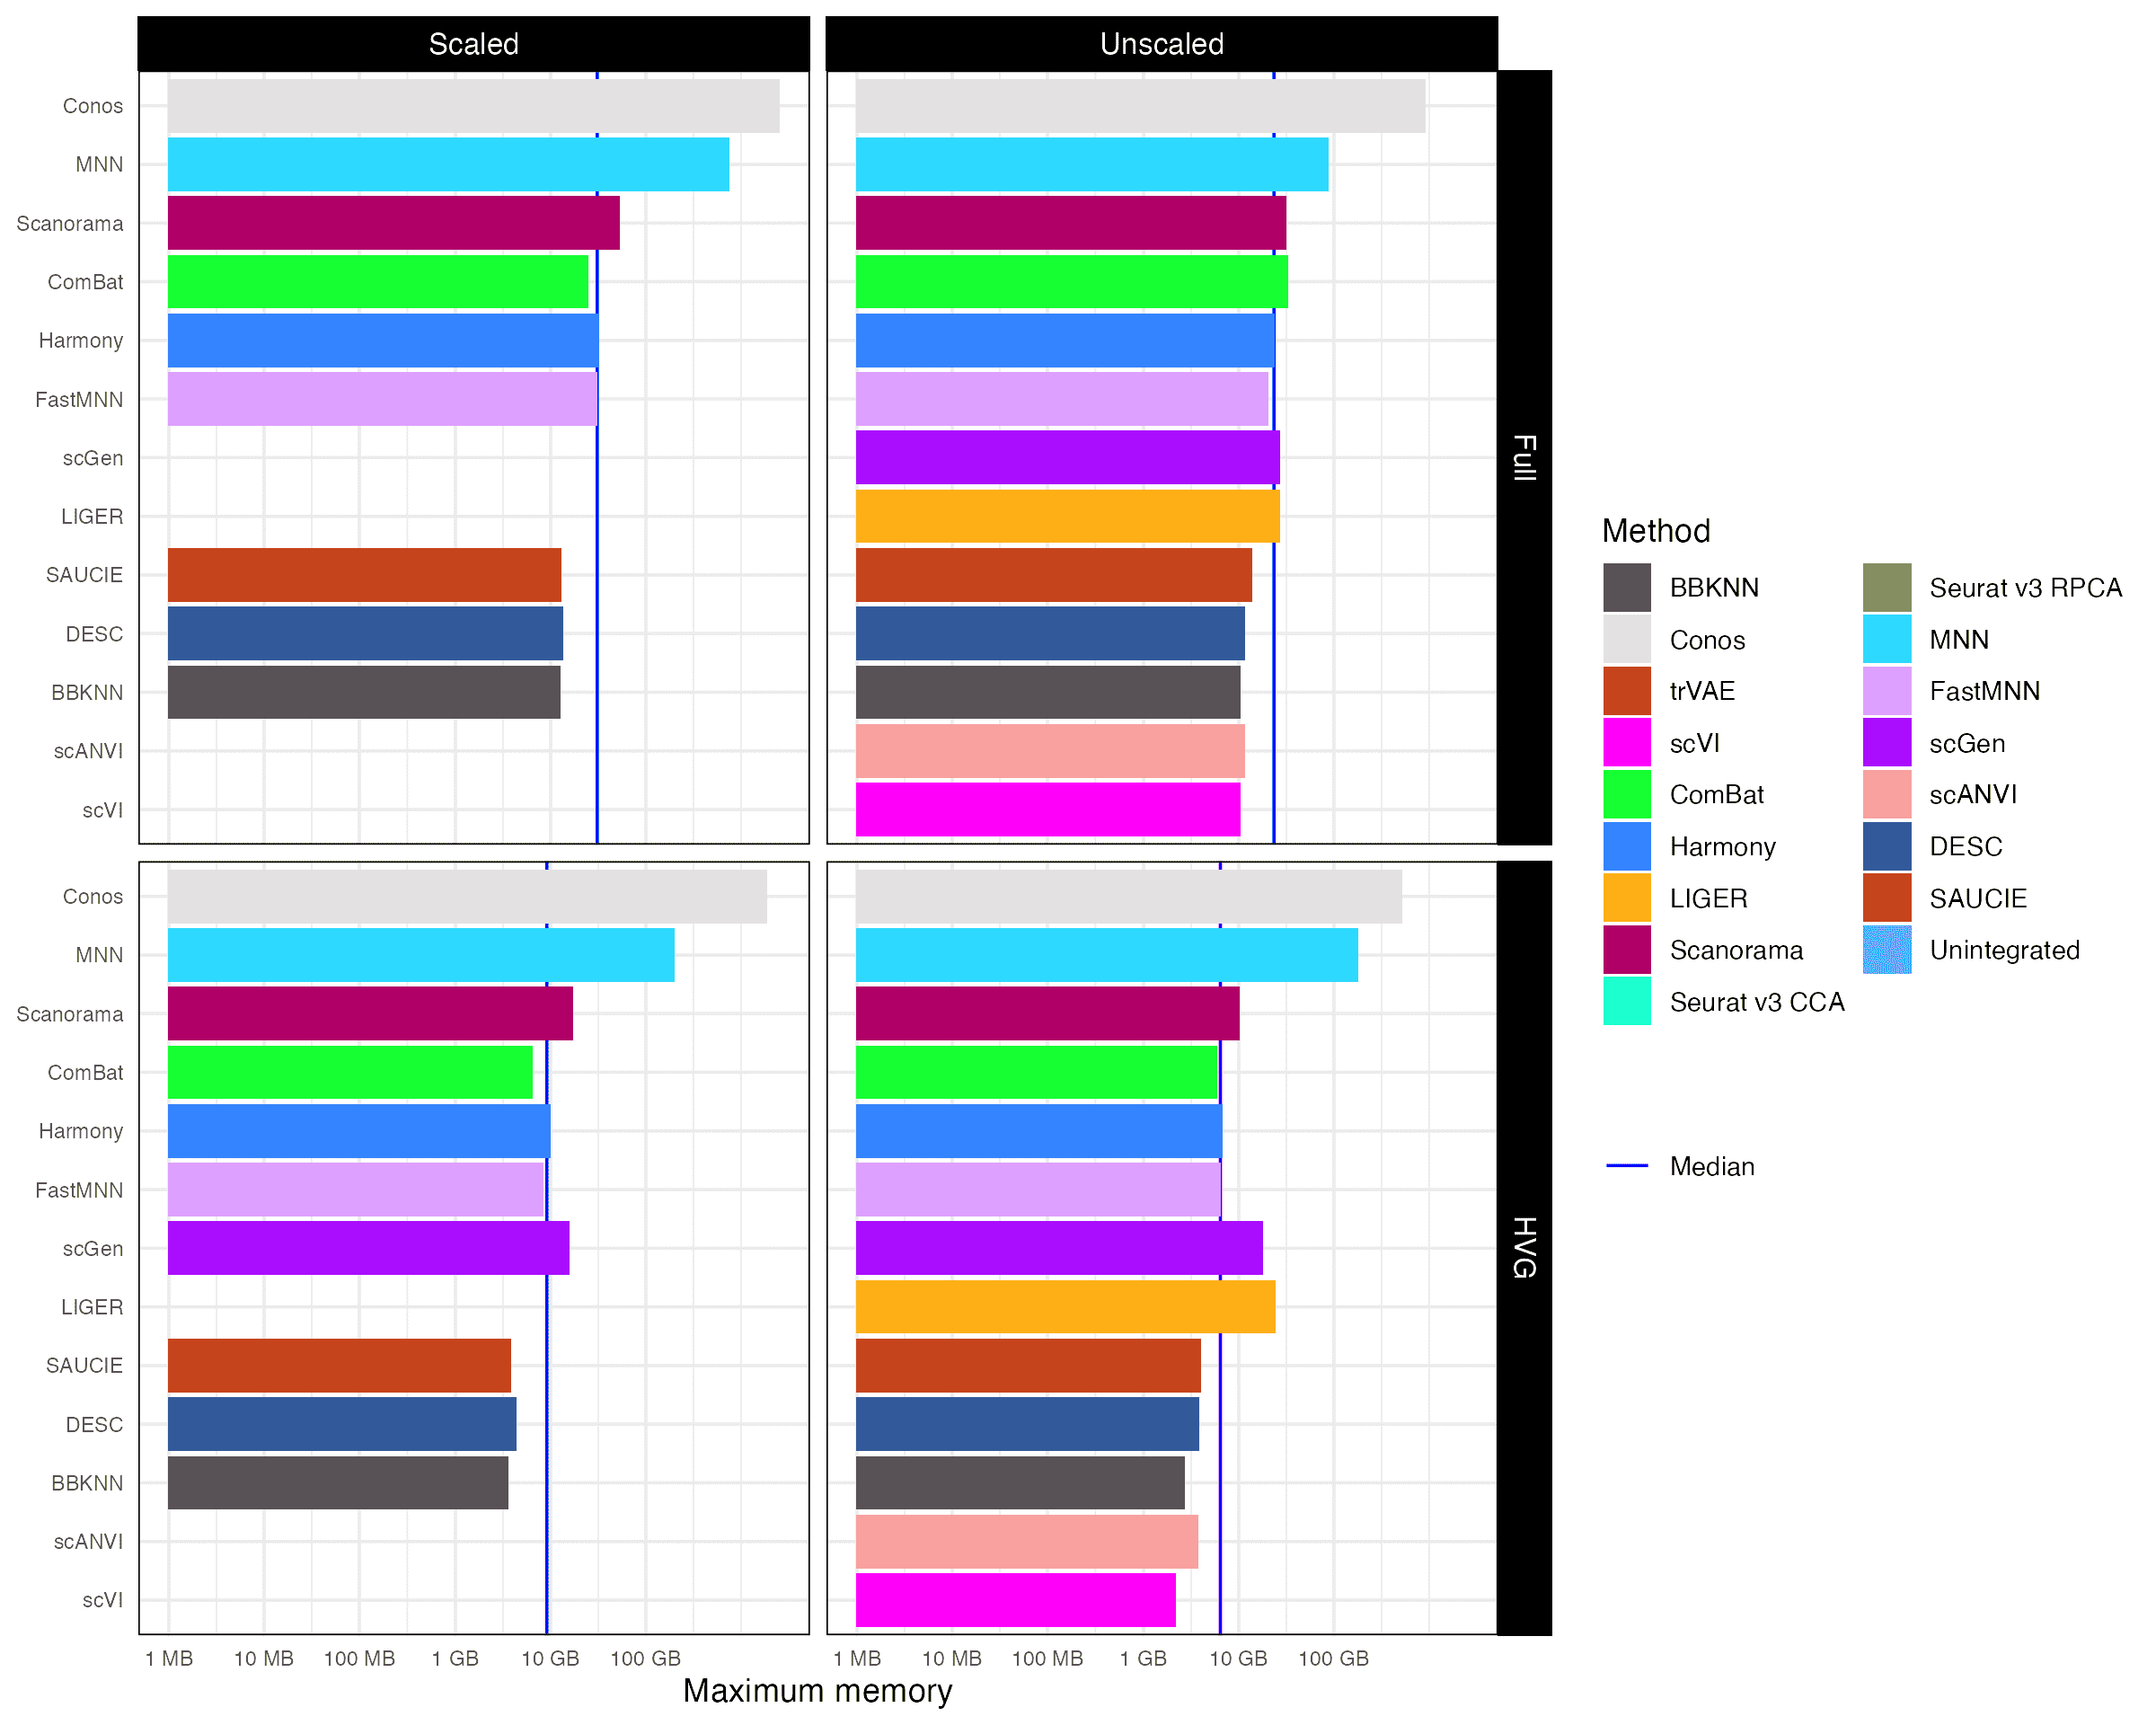 Scaled
Unscaled
Conos
MNN
Scanorama
ComBat
Harmony
FastMNN
scGen
LIGER
SAUCIE
DESC
BBKNN
scANVI
scVI
Full
Conos
MNN
Scanorama
ComBat
Harmony
FastMNN
scGen
LIGER
SAUCIE
DESC
BBKNN
scANVI
scVI
HVG
1 MB 10 MB 100 MB 1 GB 10 GB 100 GB
1 MB 10 MB 100 MB 1 GB 10 GB 100 GB
Maximum memory
Method
BBKNN
Conos
trVAE
scVI
ComBat
Harmony
LIGER
Scanorama
Seurat v3 CCA
Seurat v3 RPCA
MNN
FastMNN
scGen
scANVI
DESC
SAUCIE
Unintegrated
Median